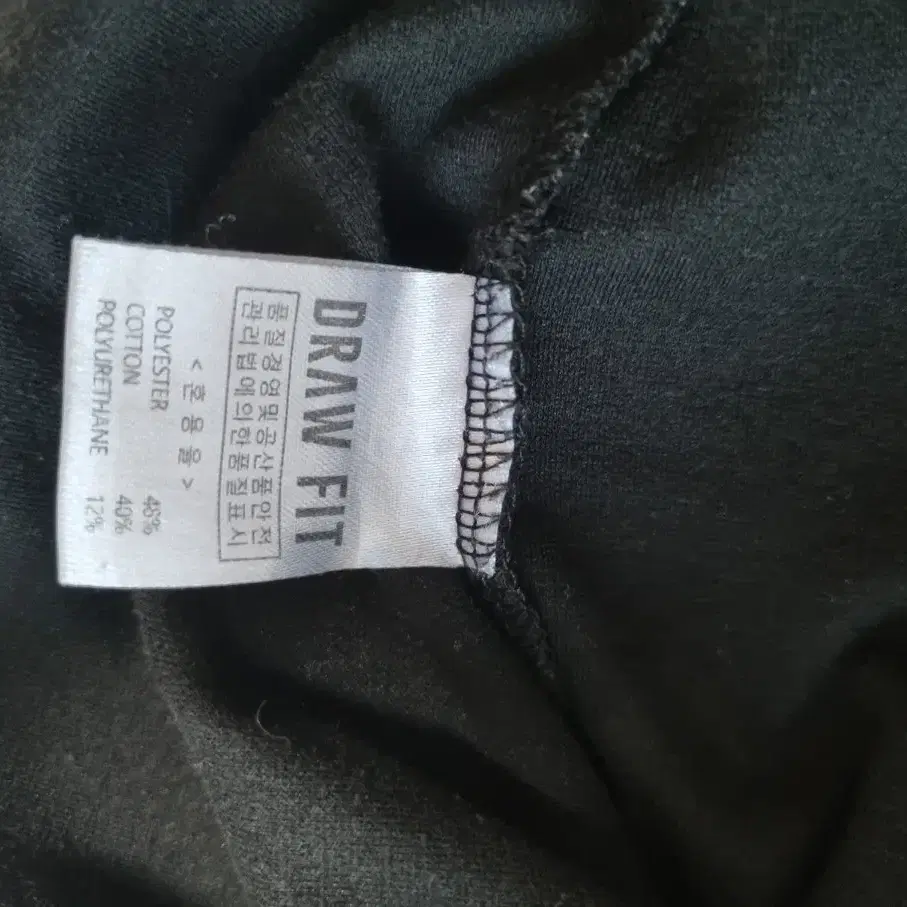 DRAW FIT
품질경영및공산품안전
관리법에의한품질표시
< 혼 용 율 >
POLYESTER 48%
COTTON 40%
POLYURETHANE 12%